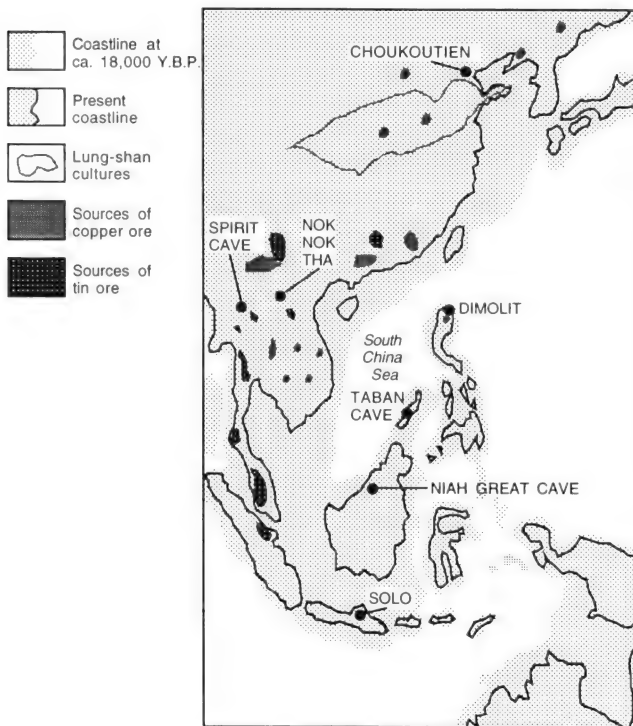 Coastline at
ca. 18,000 Y.B.P.
Present
coastline
Lung-shan
cultures
Sources of
copper ore
Sources of
tin ore
CHOUKOUTIEN
SPIRIT
CAVE
NOK
NOK
THA
DIMOLIT
South
China
Sea
TABAN
CAVE
NIAH GREAT CAVE
SOLO